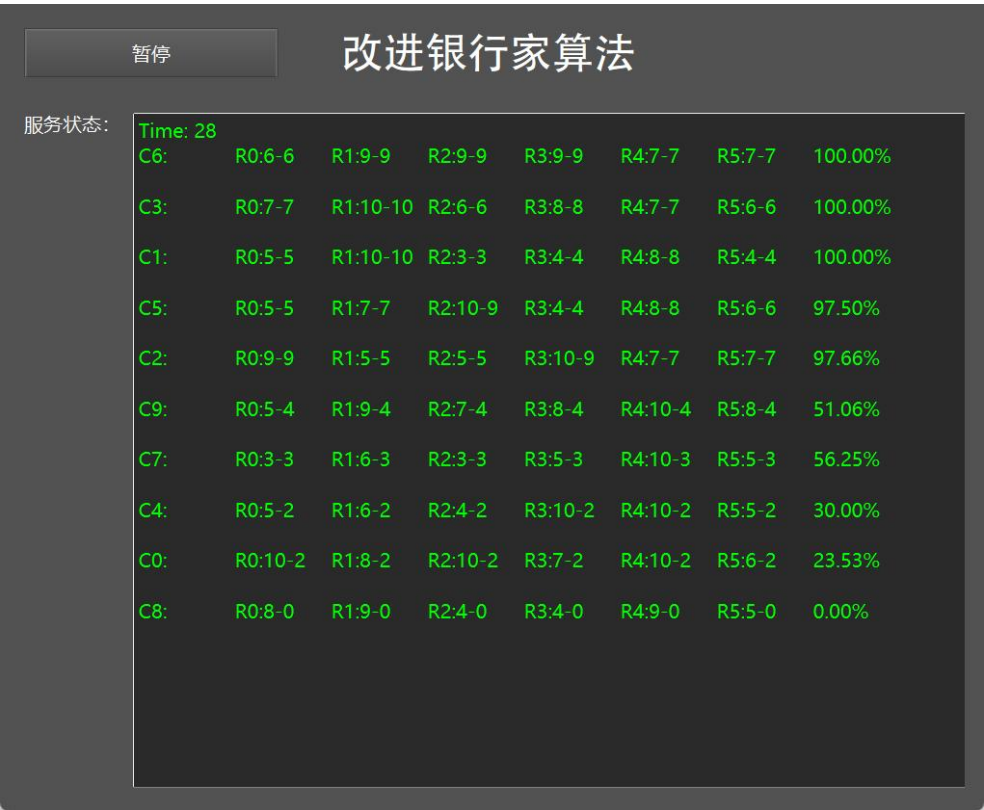 暂停
改进银行家算法
服务状态:
Time: 28
C6: R0:6-6 R1:9-9 R2:9-9 R3:9-9 R4:7-7 R5:7-7 100.00%
C3: R0:7-7 R1:10-10 R2:6-6 R3:8-8 R4:7-7 R5:6-6 100.00%
C1: R0:5-5 R1:10-10 R2:3-3 R3:4-4 R4:8-8 R5:4-4 100.00%
C5: R0:5-5 R1:7-7 R2:10-9 R3:4-4 R4:8-8 R5:6-6 97.50%
C2: R0:9-9 R1:5-5 R2:5-5 R3:10-9 R4:7-7 R5:7-7 97.66%
C9: R0:5-4 R1:9-4 R2:7-4 R3:8-4 R4:10-4 R5:8-4 51.06%
C7: R0:3-3 R1:6-3 R2:3-3 R3:5-3 R4:10-3 R5:5-3 56.25%
C4: R0:5-2 R1:6-2 R2:4-2 R3:10-2 R4:10-2 R5:5-2 30.00%
C0: R0:10-2 R1:8-2 R2:10-2 R3:7-2 R4:10-2 R5:6-2 23.53%
C8: R0:8-0 R1:9-0 R2:4-0 R3:4-0 R4:9-0 R5:5-0 0.00%